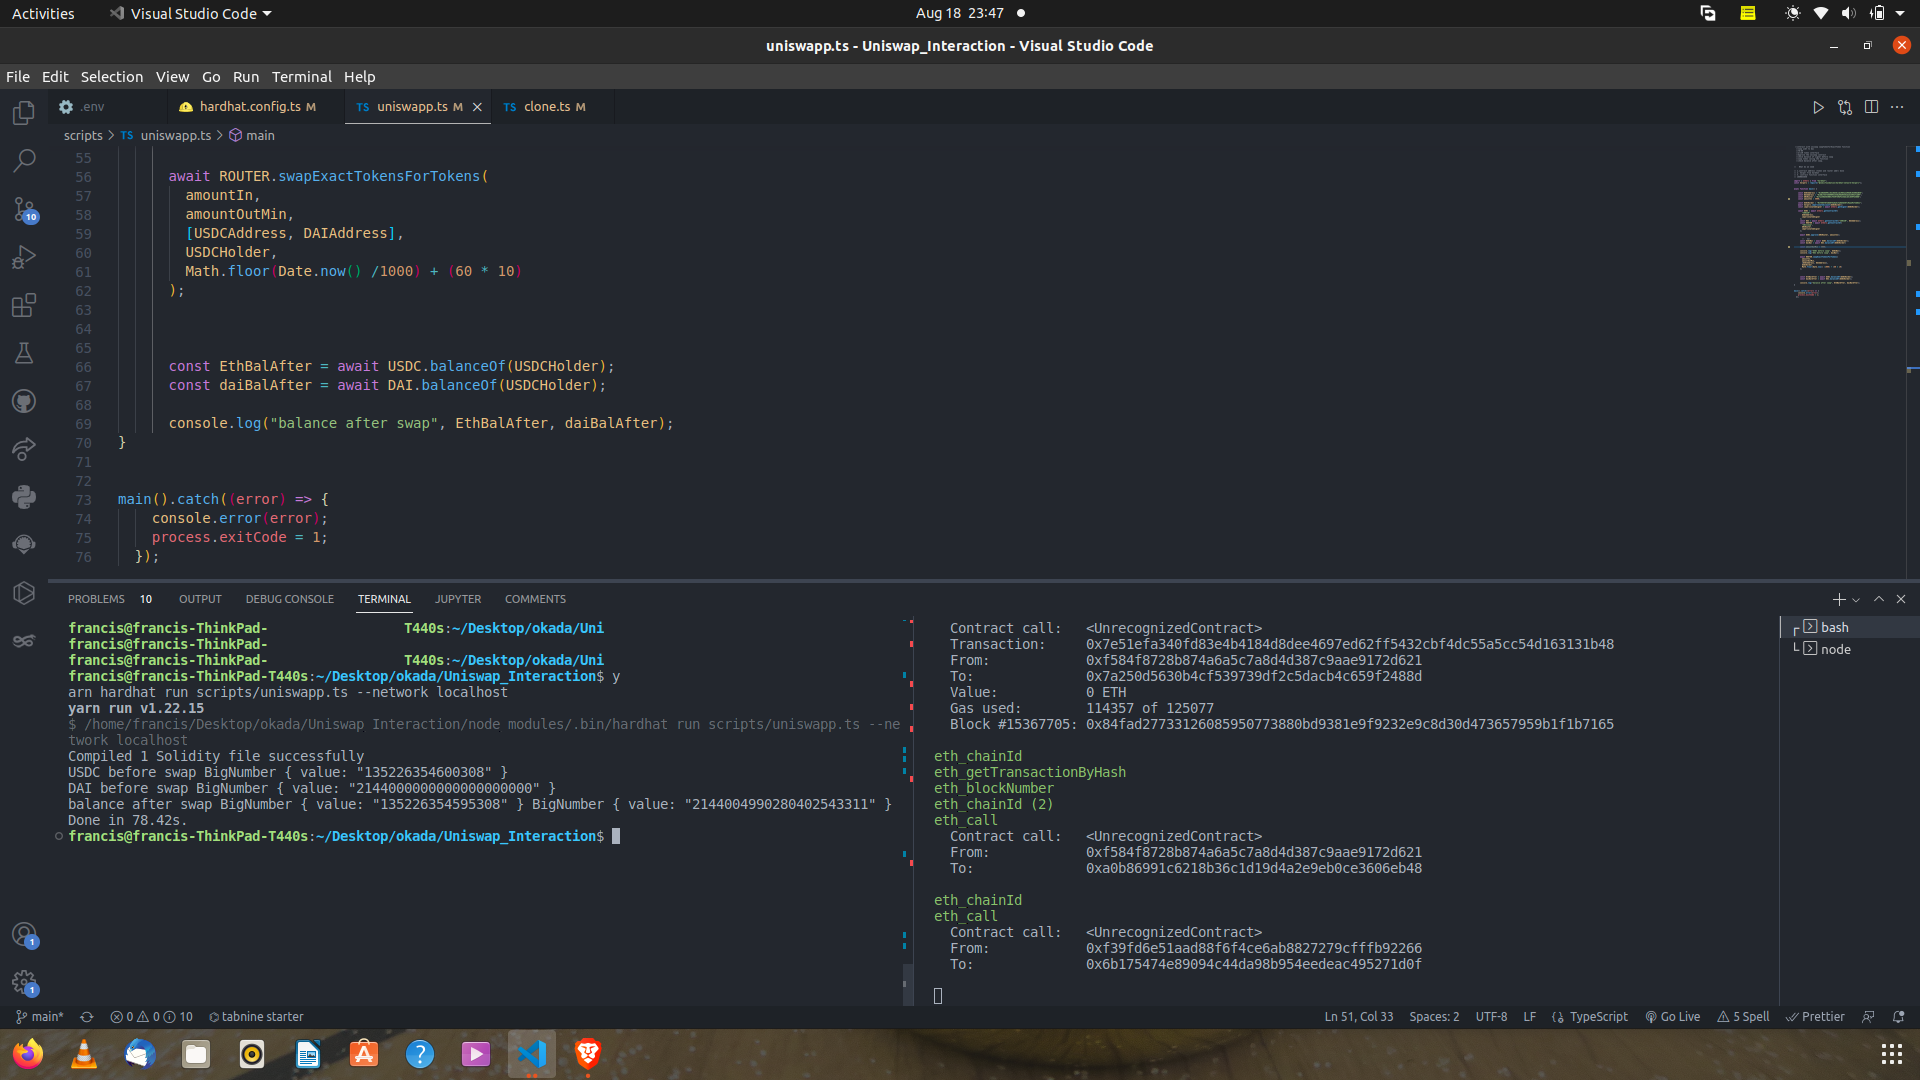 Activities
Visual Studio Code
Aug 18 23:47
uniswapp.ts - Uniswap_Interaction - Visual Studio Code
File Edit Selection View Go Run Terminal Help
.env
hardhat.config.ts M
TS uniswapp.ts M
TS clone.ts M
scripts > TS uniswapp.ts > main
55
56 await ROUTER.swapExactTokensForTokens(
57 amountIn,
58 amountOutMin,
59 [USDCAddress, DAIAddress],
60 USDCHolder,
61 Math.floor(Date.now() /1000) + (60 * 10)
62 );
63
64
65
66 const EthBalAfter = await USDC.balanceOf(USDCHolder);
67 const daiBalAfter = await DAI.balanceOf(USDCHolder);
68
69 console.log("balance after swap", EthBalAfter, daiBalAfter);
70 }
71
72
73 main().catch((error) => {
74 console.error(error);
75 process.exitCode = 1;
76 });
10
1
1
PROBLEMS 10 OUTPUT DEBUG CONSOLE TERMINAL JUPYTER COMMENTS
francis@francis-ThinkPad- T440s:~/Desktop/okada/Uni
francis@francis-ThinkPad-
francis@francis-ThinkPad- T440s:~/Desktop/okada/Uni
francis@francis-ThinkPad-T440s:~/Desktop/okada/Uniswap_Interaction$ y
arn hardhat run scripts/uniswapp.ts --network localhost
yarn run v1.22.15
$ /home/francis/Desktop/okada/Uniswap Interaction/node modules/.bin/hardhat run scripts/uniswapp.ts --ne
twork localhost
Compiled 1 Solidity file successfully
USDC before swap BigNumber { value: "135226354600308" }
DAI before swap BigNumber { value: "2144000000000000000000" }
balance after swap BigNumber { value: "135226354595308" } BigNumber { value: "2144004990280402543311" }
Done in 78.42s.
francis@francis-ThinkPad-T440s:~/Desktop/okada/Uniswap_Interaction$
Contract call: <UnrecognizedContract>
Transaction: 0x7e51efa340fd83e4b4184d8dee4697ed62ff5432cbf4dc55a5cc54d163131b48
From: 0xf584f8728b874a6a5c7a8d4d387c9aae9172d621
To: 0x7a250d5630b4cf539739df2c5dacb4c659f2488d
Value: 0 ETH
Gas used: 114357 of 125077
Block #15367705: 0x84fad27733126085950773880bd9381e9f9232e9c8d30d473657959b1f1b7165
eth_chainId
eth_getTransactionByHash
eth_blockNumber
eth_chainId (2)
eth_call
Contract call: <UnrecognizedContract>
From: 0xf584f8728b874a6a5c7a8d4d387c9aae9172d621
To: 0xa0b86991c6218b36c1d19d4a2e9eb0ce3606eb48
eth_chainId
eth_call
Contract call: <UnrecognizedContract>
From: 0xf39fd6e51aad88f6f4ce6ab8827279cfffb92266
To: 0x6b175474e89094c44da98b954eedeac495271d0f
bash
node
main* 0 0 10 tabnine starter
Ln 51, Col 33 Spaces: 2 UTF-8 LF TypeScript Go Live 5 Spell Prettier